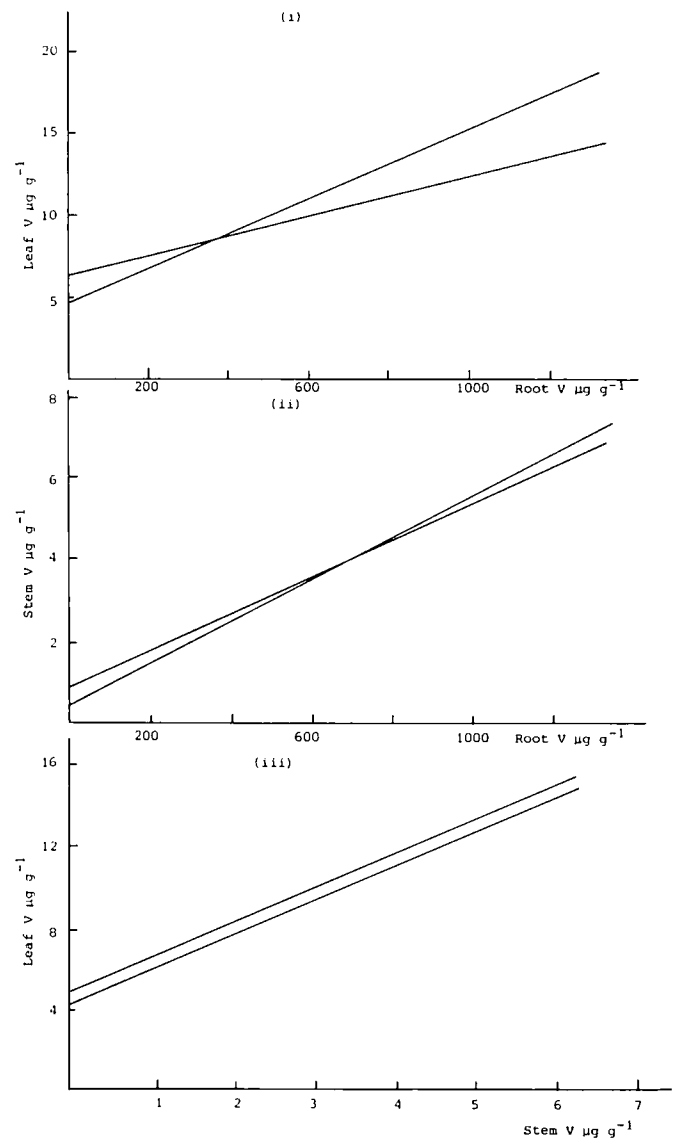 (i)
20
15
10
5
Leaf V µg g⁻¹
200 600 1000 Root V µg g⁻¹
(ii)
8
6
4
2
Stem V µg g⁻¹
200 600 1000 Root V µg g⁻¹
(iii)
16
12
8
4
Leaf V µg g⁻¹
1 2 3 4 5 6 7
Stem V µg g⁻¹